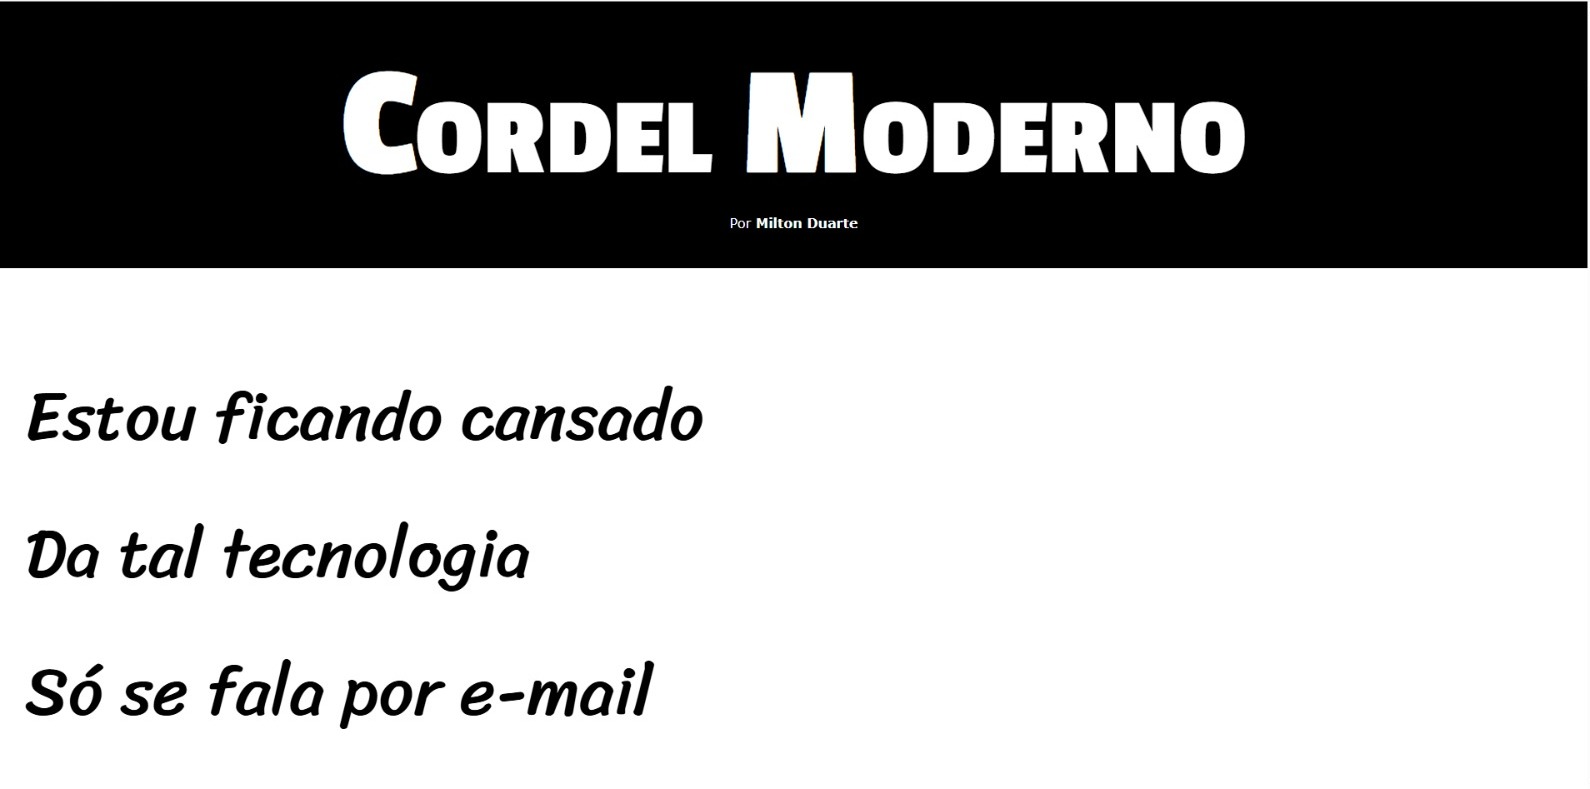 Cordel Moderno
Por Milton Duarte
Estou ficando cansado
Da tal tecnologia
Só se fala por e-mail